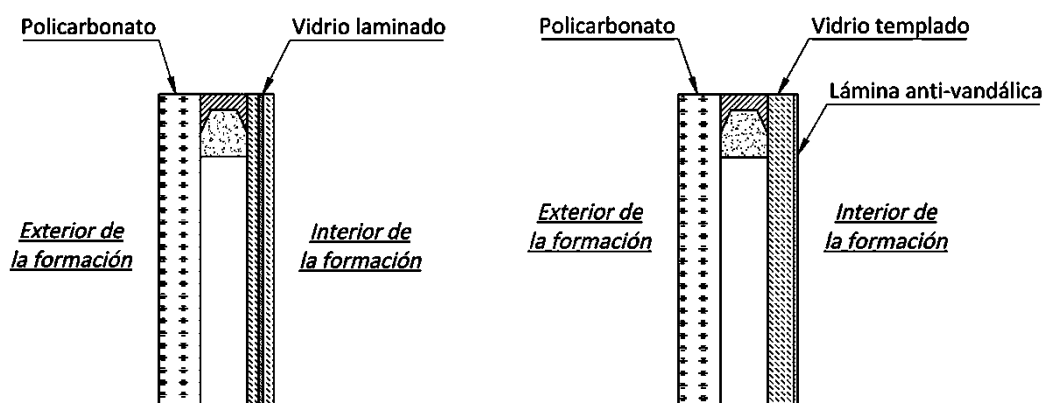 Policarbonato
Vidrio laminado
Exterior de
la formación
Interior de
la formación
Policarbonato
Vidrio templado
Lámina anti-vandálica
Exterior de
la formación
Interior de
la formación